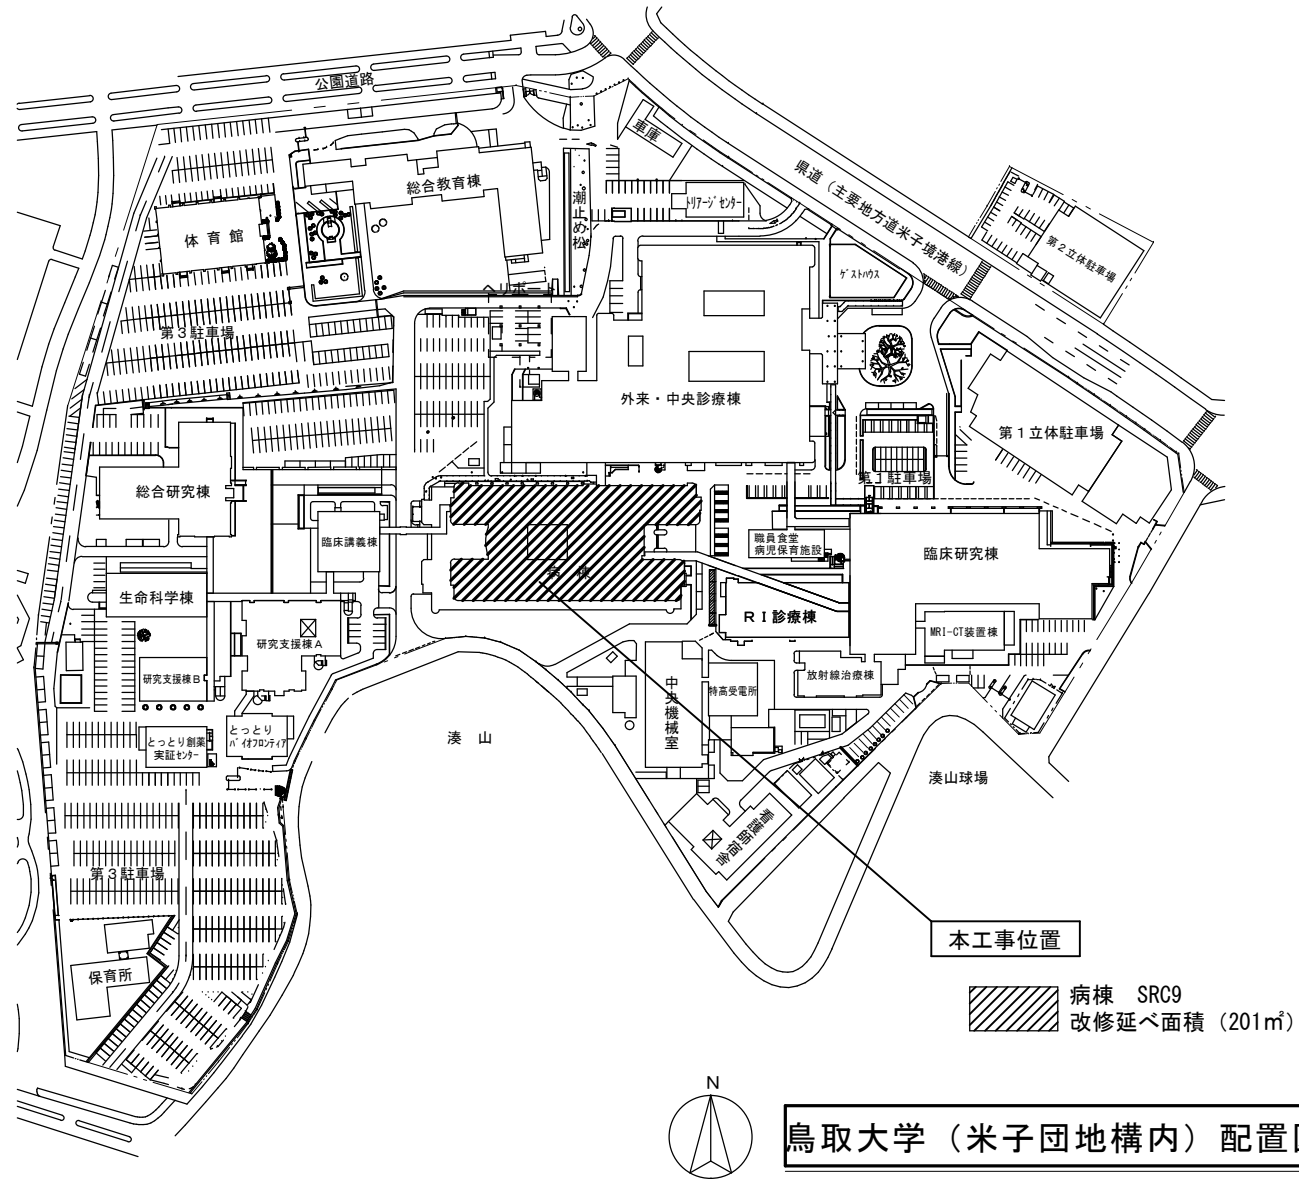 公園道路
車庫
県道（主要地方道米子境港線）
総合教育棟
潮止め松
トリアージセンター
体育館
第２立体駐車場
ゲストハウス
ヘリポート
第３駐車場
外来・中央診療棟
第１立体駐車場
第１駐車場
総合研究棟
臨床講義棟
職員食堂
病児保育施設
臨床研究棟
病棟
生命科学棟
ＲＩ診療棟
MRI-CT装置棟
研究支援棟Ａ
研究支援棟Ｂ
放射線治療棟
中央機械室
特高受電所
とっとり
バイオフロンティア
とっとり創薬
実証センター
湊山
湊山球場
看護師宿舎
第３駐車場
本工事位置
保育所
病棟　SRC9
改修延べ面積（201㎡）
N
鳥取大学（米子団地構内）配置